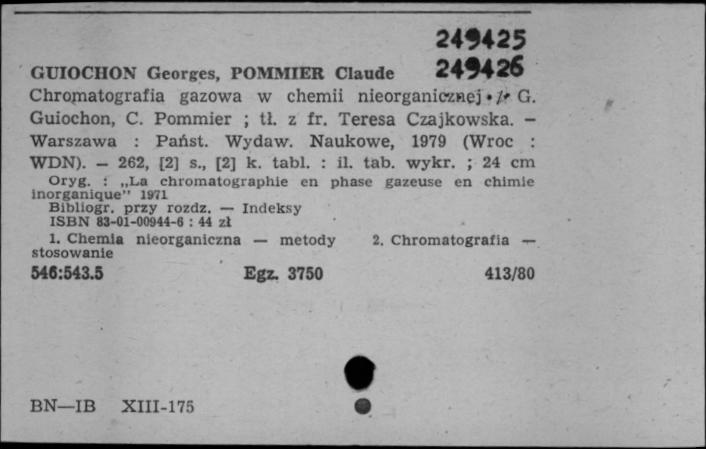 249425
249426
GUIOCHON Georges, POMMIER Claude
Chromatografia gazowa w chemii nieorganicznej / G.
Guiochon, C. Pommier ; tł. z fr. Teresa Czajkowska. —
Warszawa : Państ. Wydaw. Naukowe, 1979 (Wroc :
WDN). — 262, [2] s., [2] k. tabl. : il. tab. wykr. ; 24 cm
Oryg. : „La chromatographie en phase gazeuse en chimie
inorganique” 1971
Bibliogr. przy rozdz. — Indeksy
ISBN 83-01-00944-6 : 44 zł
1. Chemia nieorganiczna — metody 2. Chromatografia —
stosowanie
546:543.5 Egz. 3750 413/80
BN—IB XIII-175